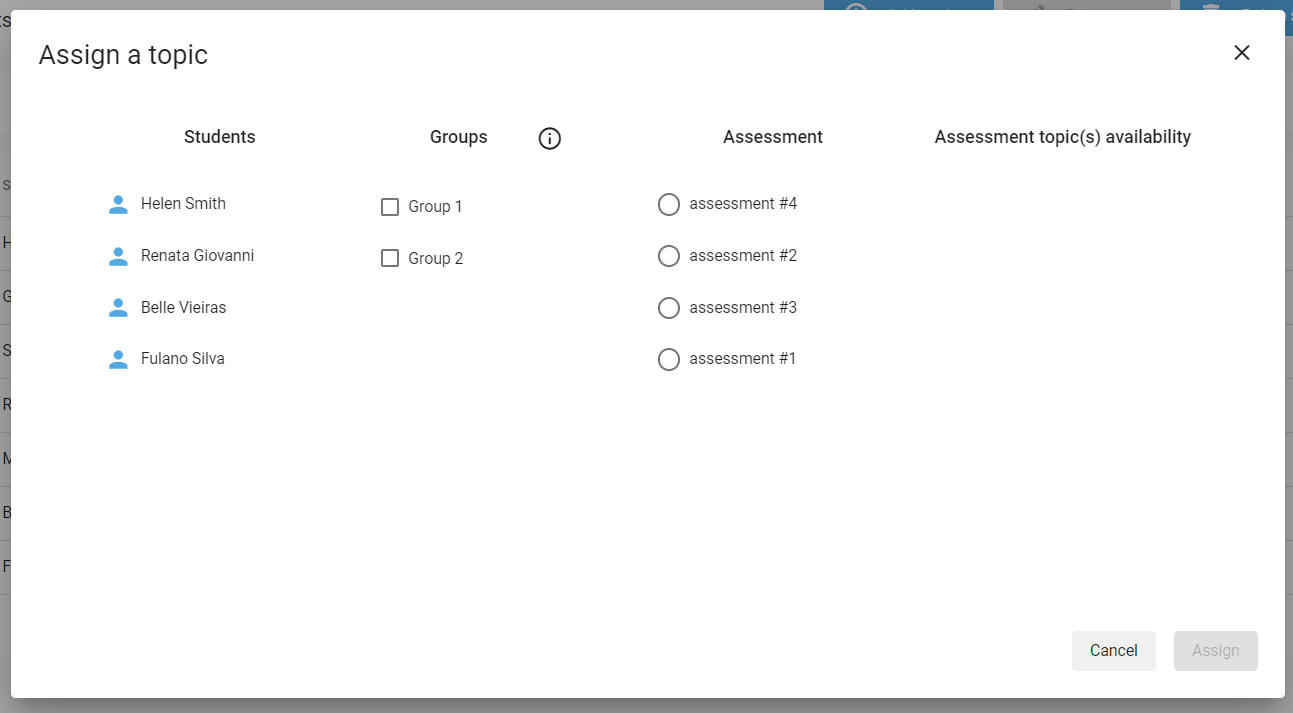 Assign a topic
Students Groups Assessment Assessment topic(s) availability
Helen Smith Group 1 assessment #4
Renata Giovanni Group 2 assessment #2
Belle Vieiras assessment #3
Fulano Silva assessment #1
Cancel Assign